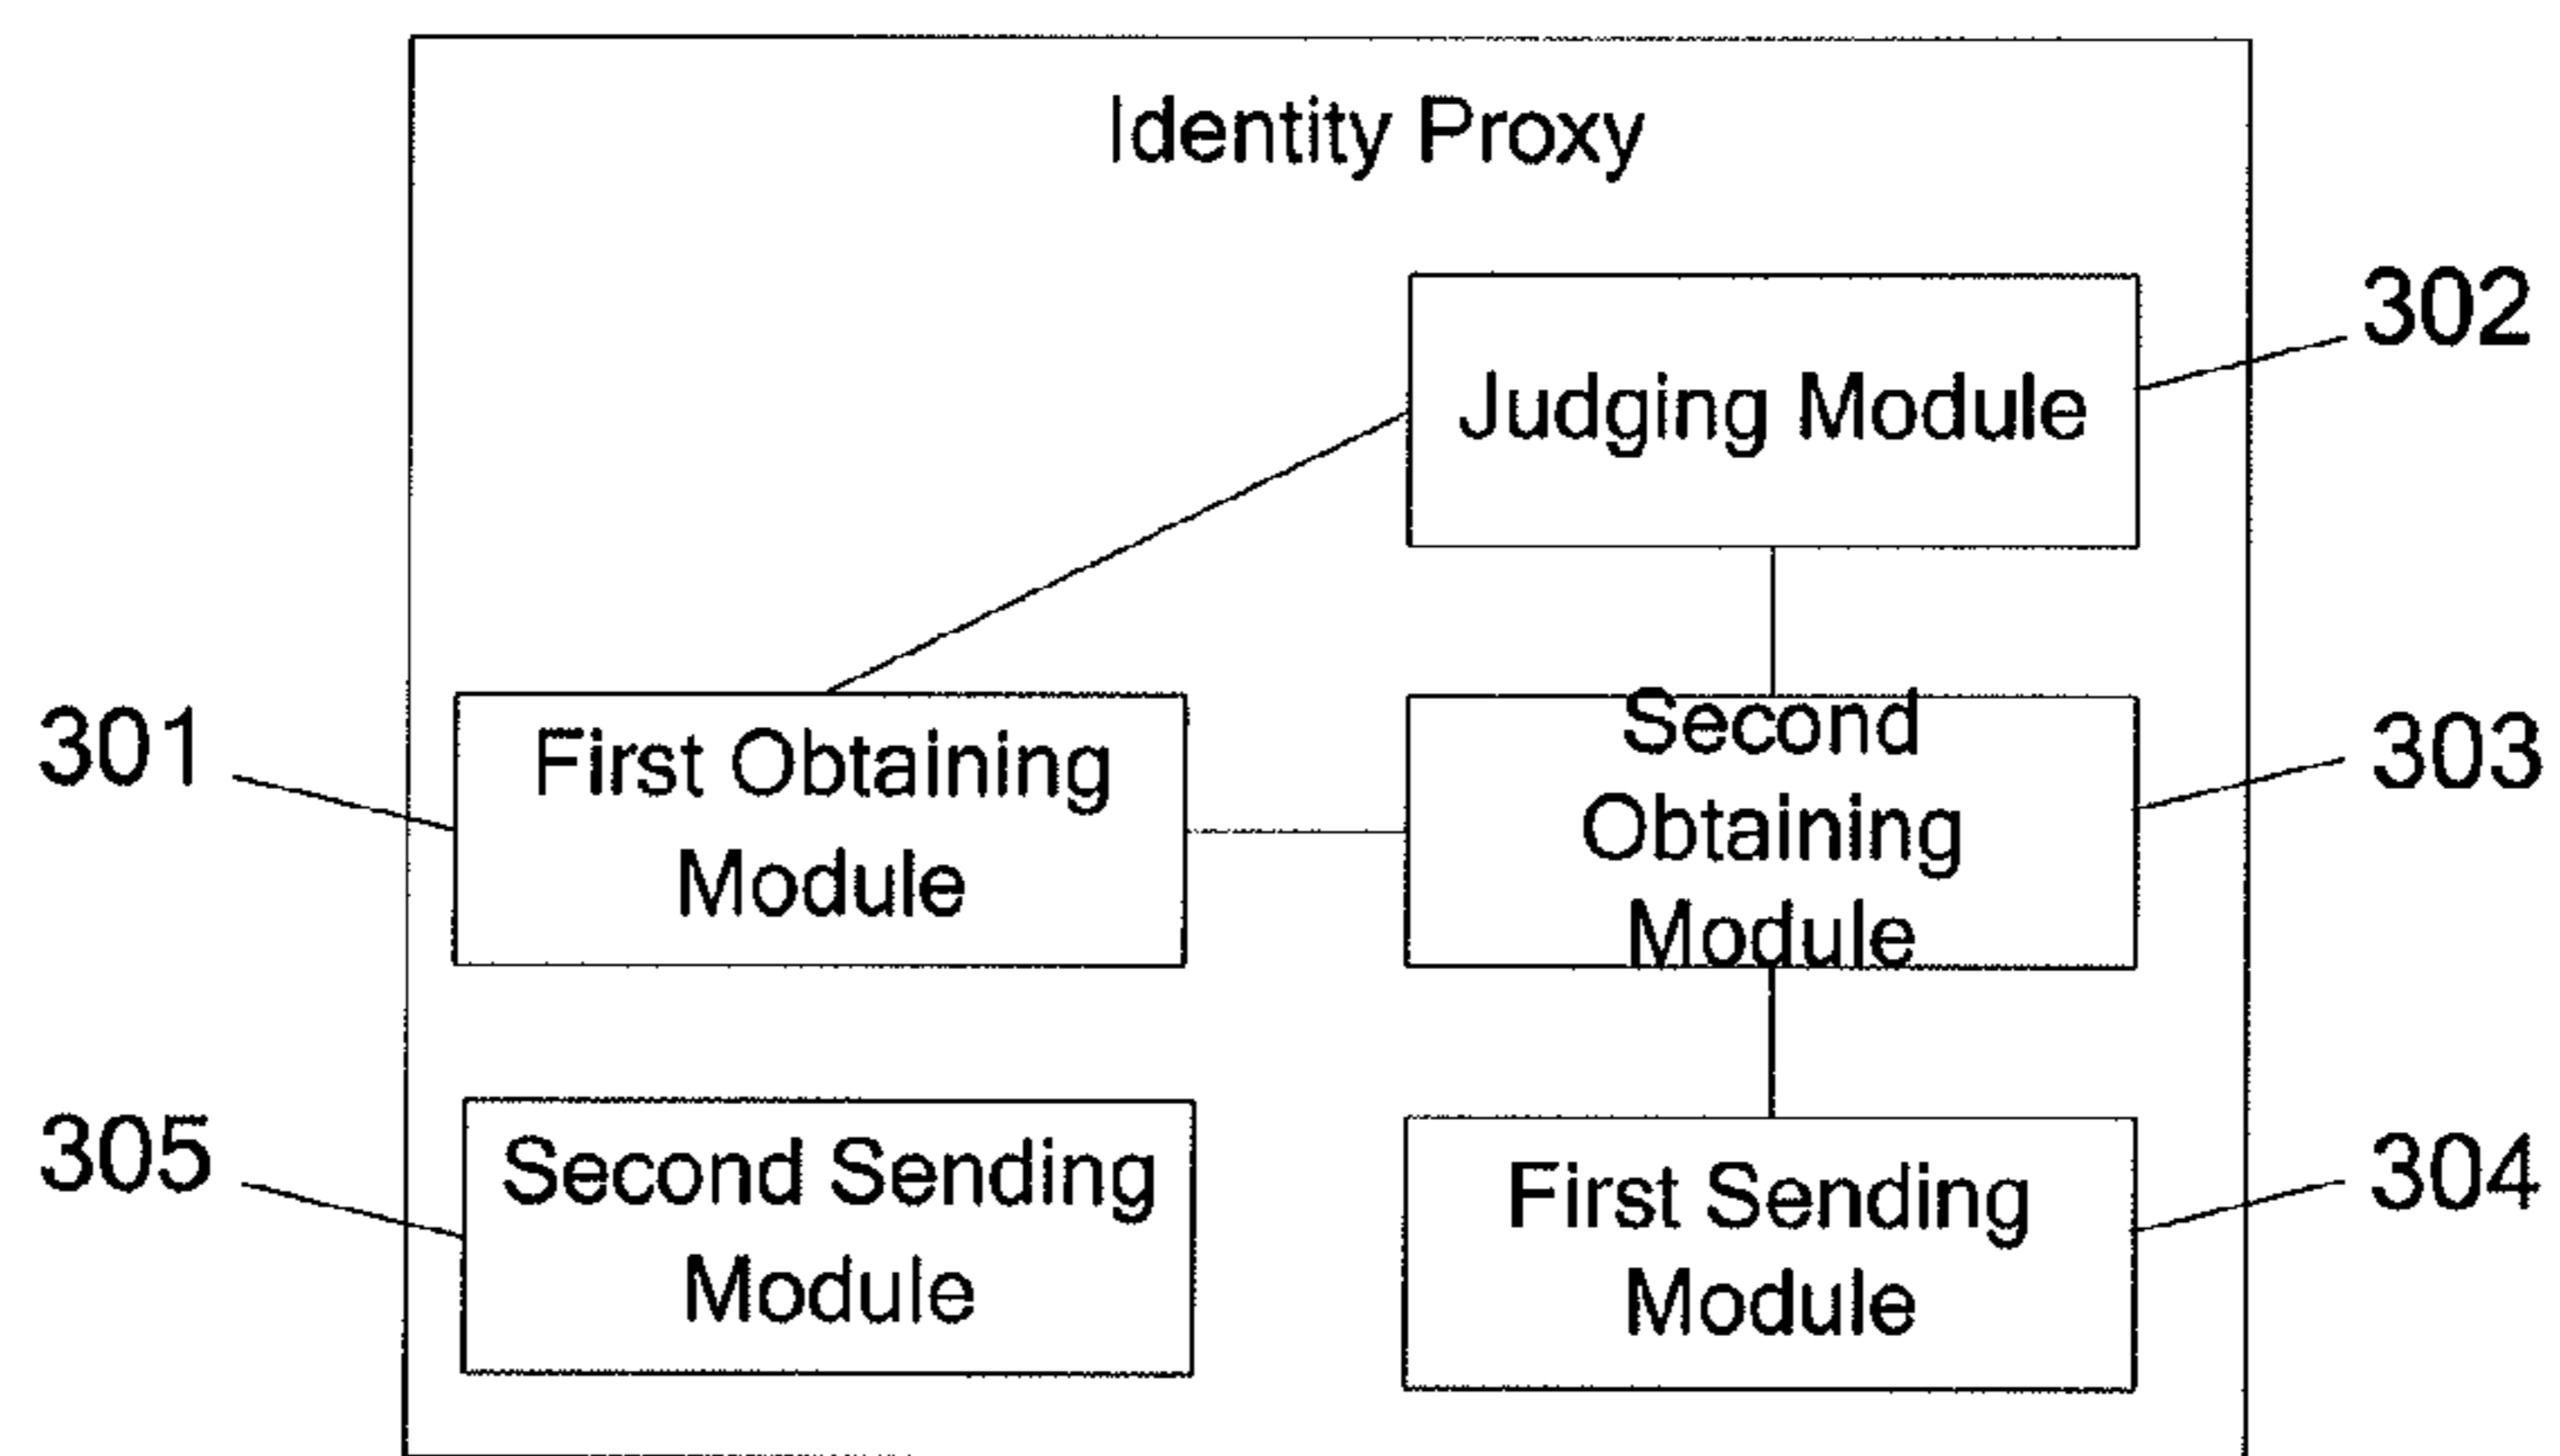 Identity Proxy
302
Judging Module
301
First Obtaining
Module
Second
Obtaining
Module
303
305
Second Sending
Module
First Sending
Module
304